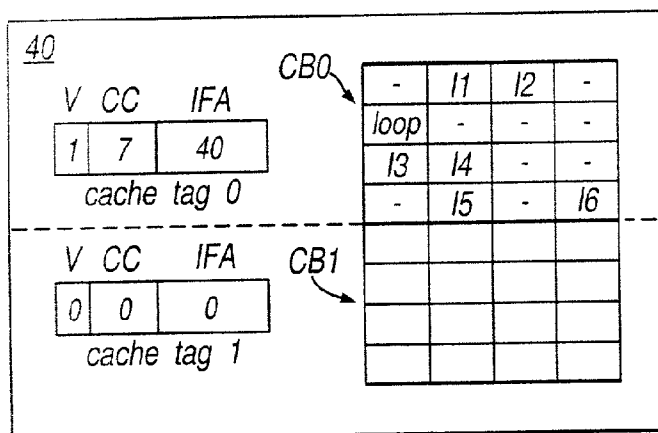 40
V CC IFA
1 7 40
cache tag 0
CB0
- I1 I2 -
loop - - -
I3 I4 - -
- I5 - I6
V CC IFA
0 0 0
cache tag 1
CB1